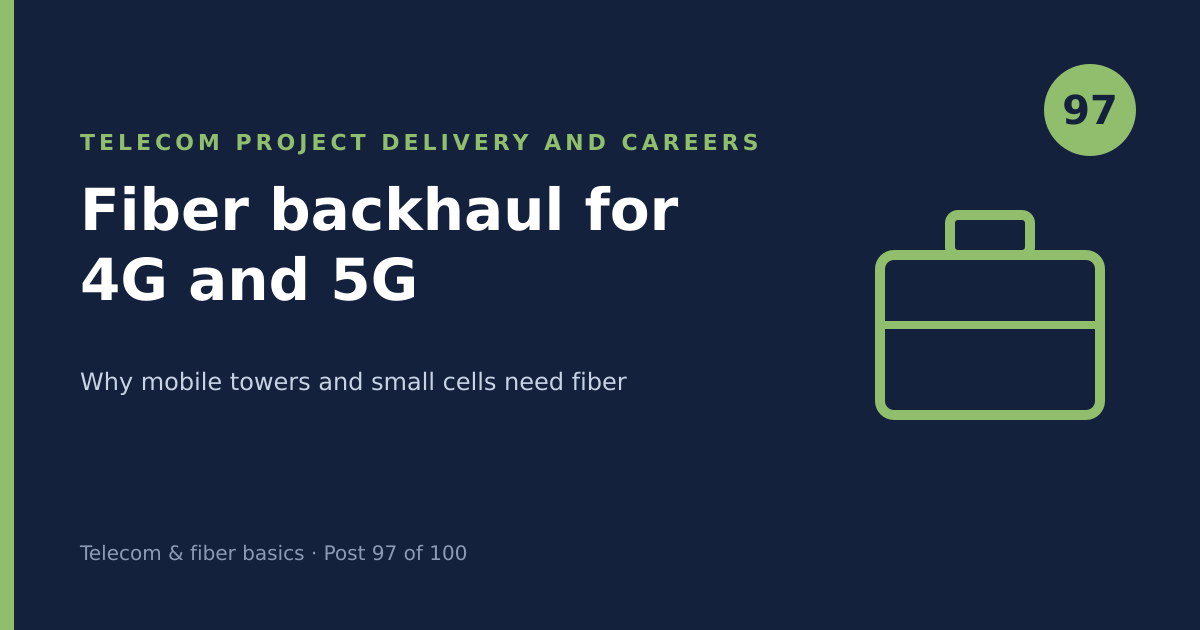 97
TELECOM PROJECT DELIVERY AND CAREERS
Fiber backhaul for
4G and 5G
Why mobile towers and small cells need fiber
Telecom & fiber basics · Post 97 of 100